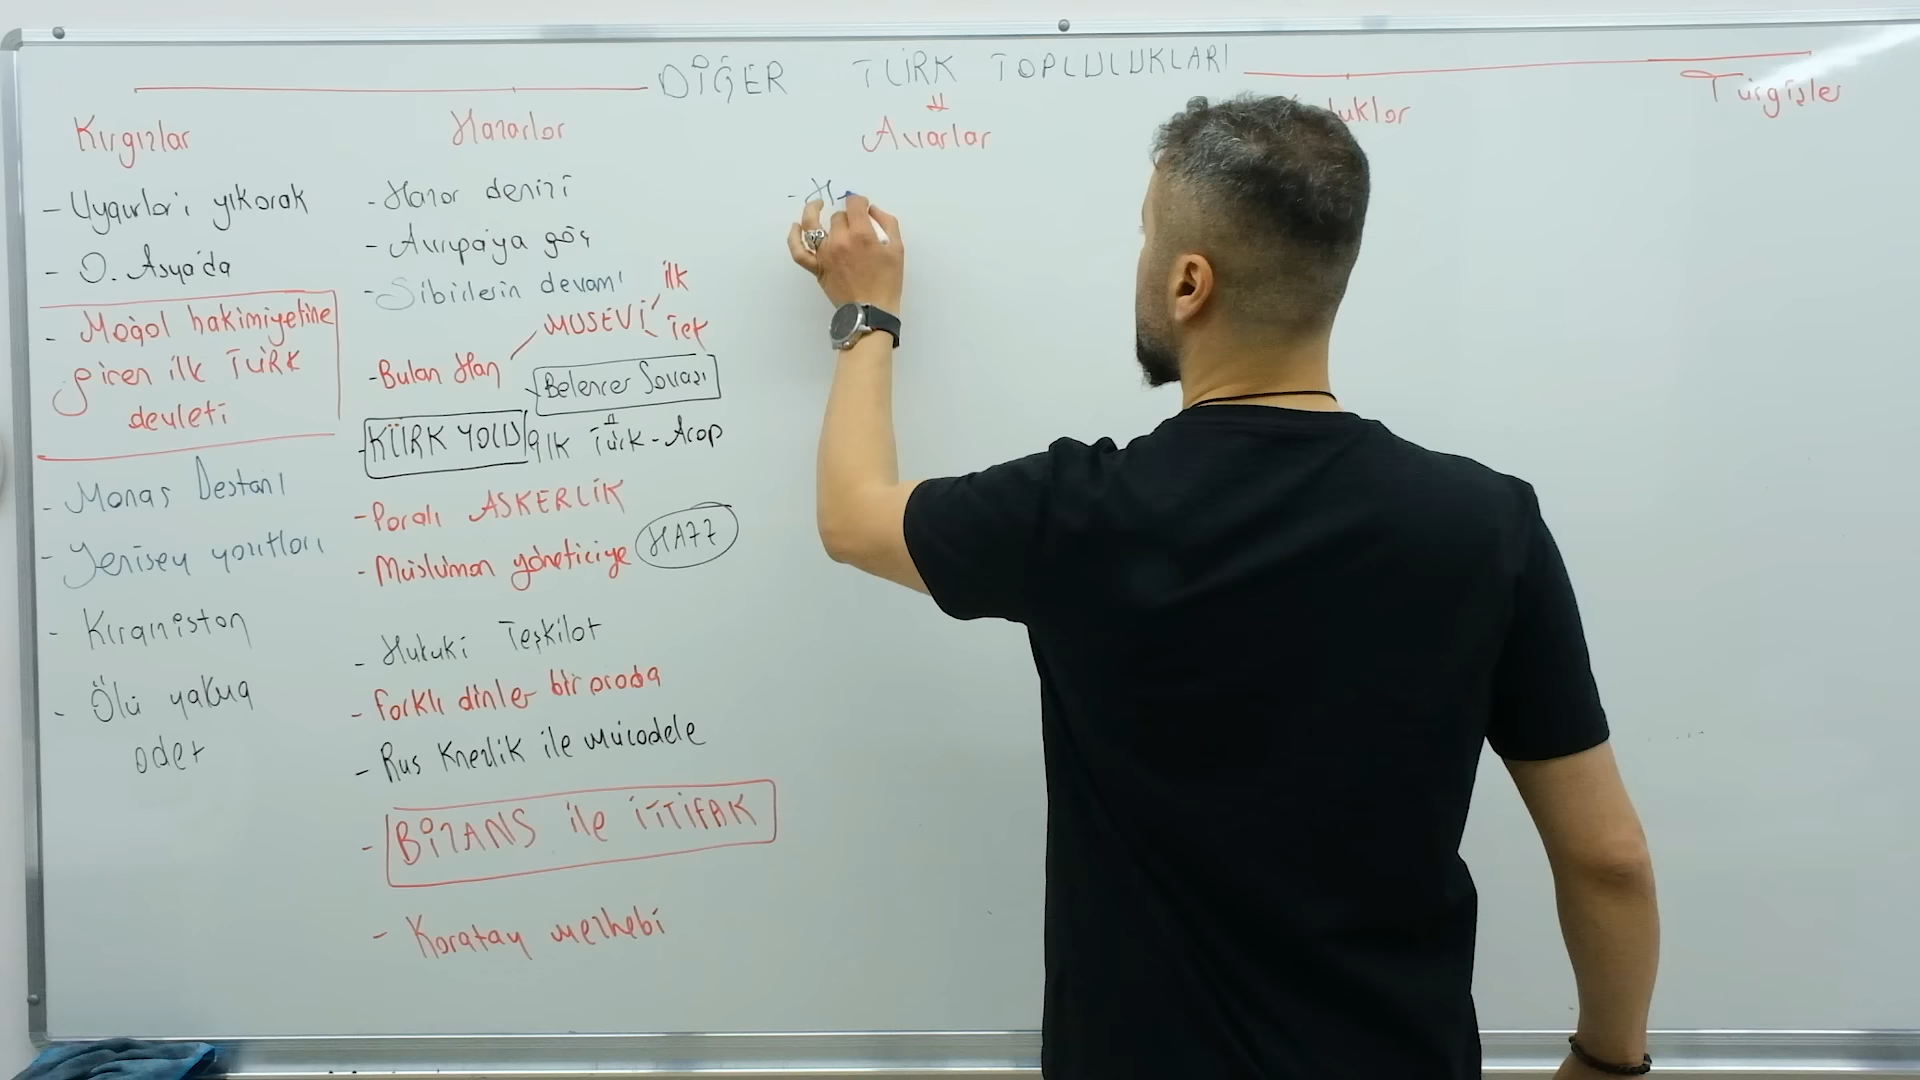 DİĞER TÜRK TOPLULUKLARI
Kırgızlar
- Uygurları yıkarak
- O. Asya'da
- Moğol hakimiyetine
giren ilk TÜRK
devleti
- Manas Destanı
- Yenisey yazıtları
- Kırgızistan
- Ölü yakma
adet
Hazarlar
- Hazar denizi
- Avrupa'ya göç
- Sibirlerin devamı
- Bulan Han
MUSEVİ
ilk
Tek
Belencer Savaşı
- KÜRK YOLU
ilk Türk - Arap
- Paralı ASKERLİK
- Müslüman yöneticiye
HAZZ
- Hukuki Teşkilat
- farklı dinler bir arada
- Rus Knezlik ile mücadele
- BİZANS ile İTTİFAK
- Karatay mezhebi
Avarlar
Türgişler